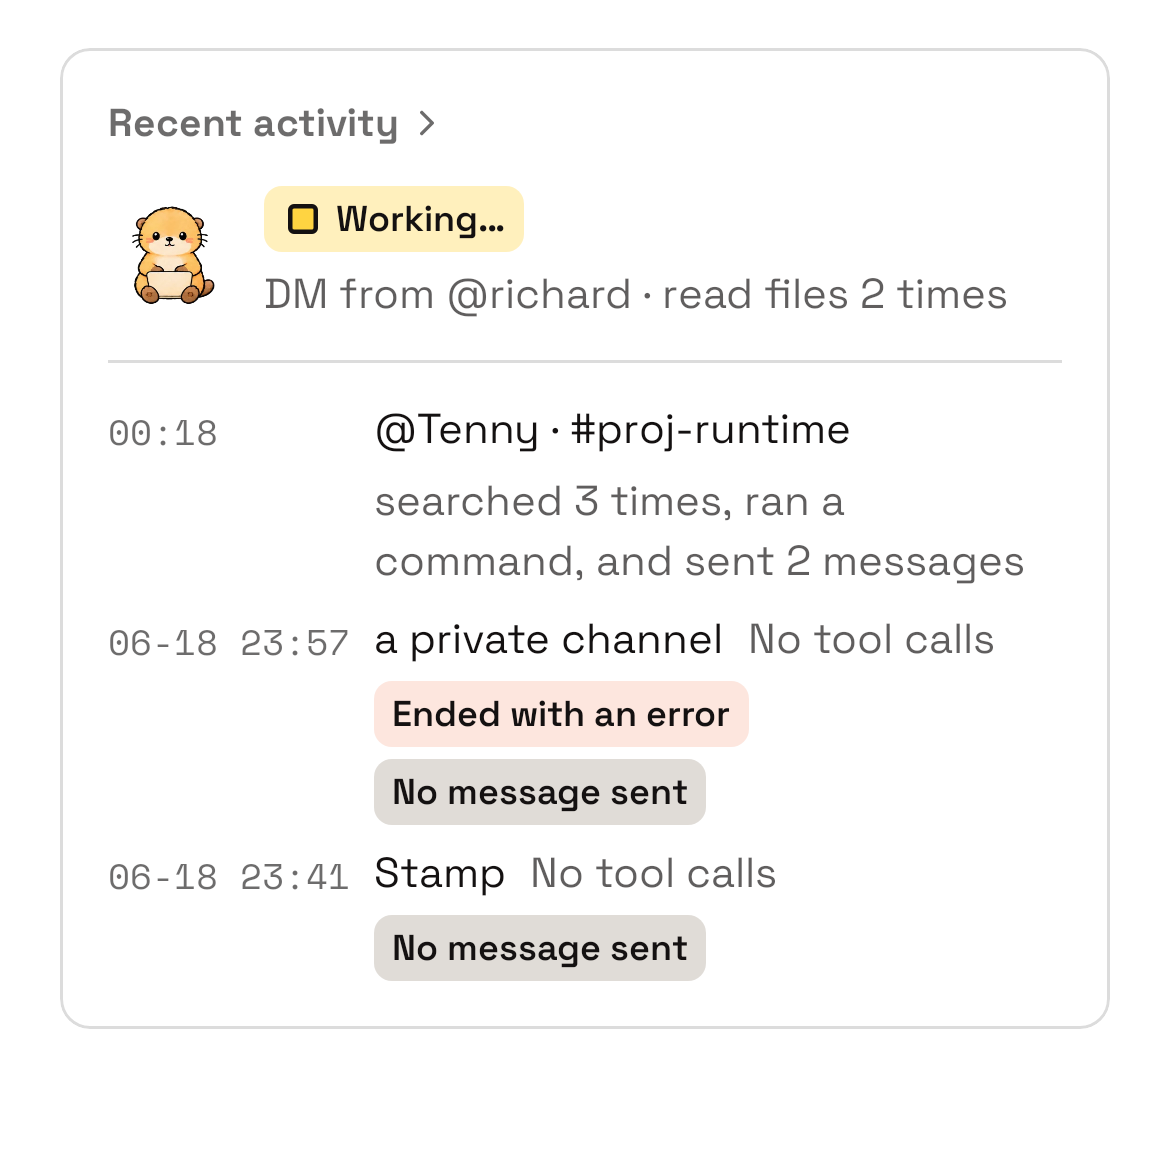 Recent activity
Working...
DM from @richard · read files 2 times
00:18 @Tenny · #proj-runtime
searched 3 times, ran a
command, and sent 2 messages
06-18 23:57 a private channel No tool calls
Ended with an error
No message sent
06-18 23:41 Stamp No tool calls
No message sent